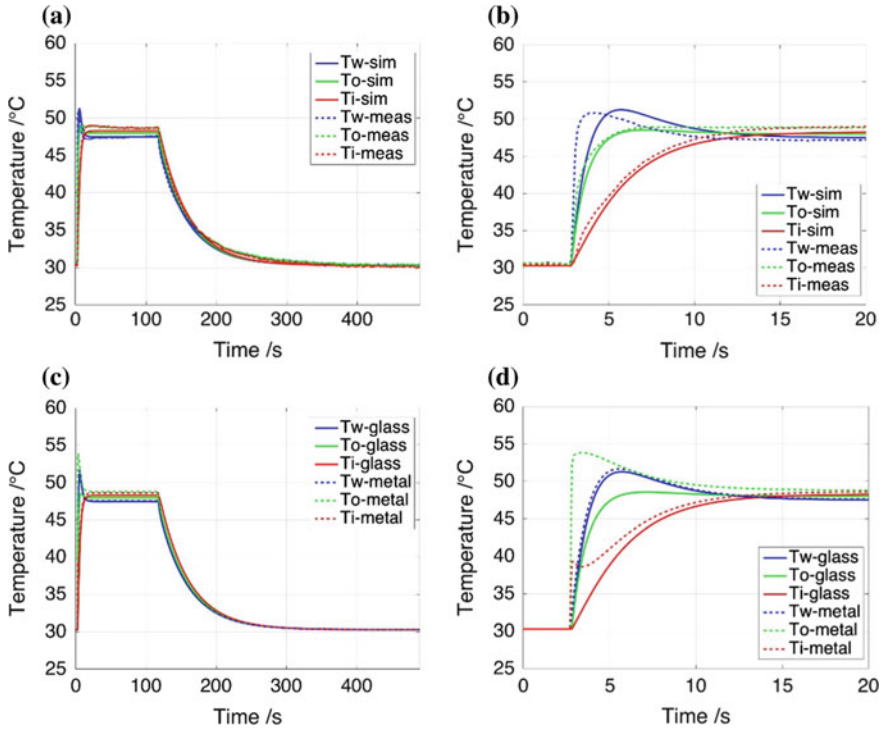 (a)
60
55
50
45
40
35
30
25
Temperature /°C
0 100 200 300 400
Time /s
Tw-sim
To-sim
Ti-sim
Tw-meas
To-meas
Ti-meas
(b)
60
55
50
45
40
35
30
25
Temperature /°C
0 5 10 15 20
Time /s
Tw-sim
To-sim
Ti-sim
Tw-meas
To-meas
Ti-meas
(c)
60
55
50
45
40
35
30
25
Temperature /°C
0 100 200 300 400
Time /s
Tw-glass
To-glass
Ti-glass
Tw-metal
To-metal
Ti-metal
(d)
60
55
50
45
40
35
30
25
Temperature /°C
0 5 10 15 20
Time /s
Tw-glass
To-glass
Ti-glass
Tw-metal
To-metal
Ti-metal